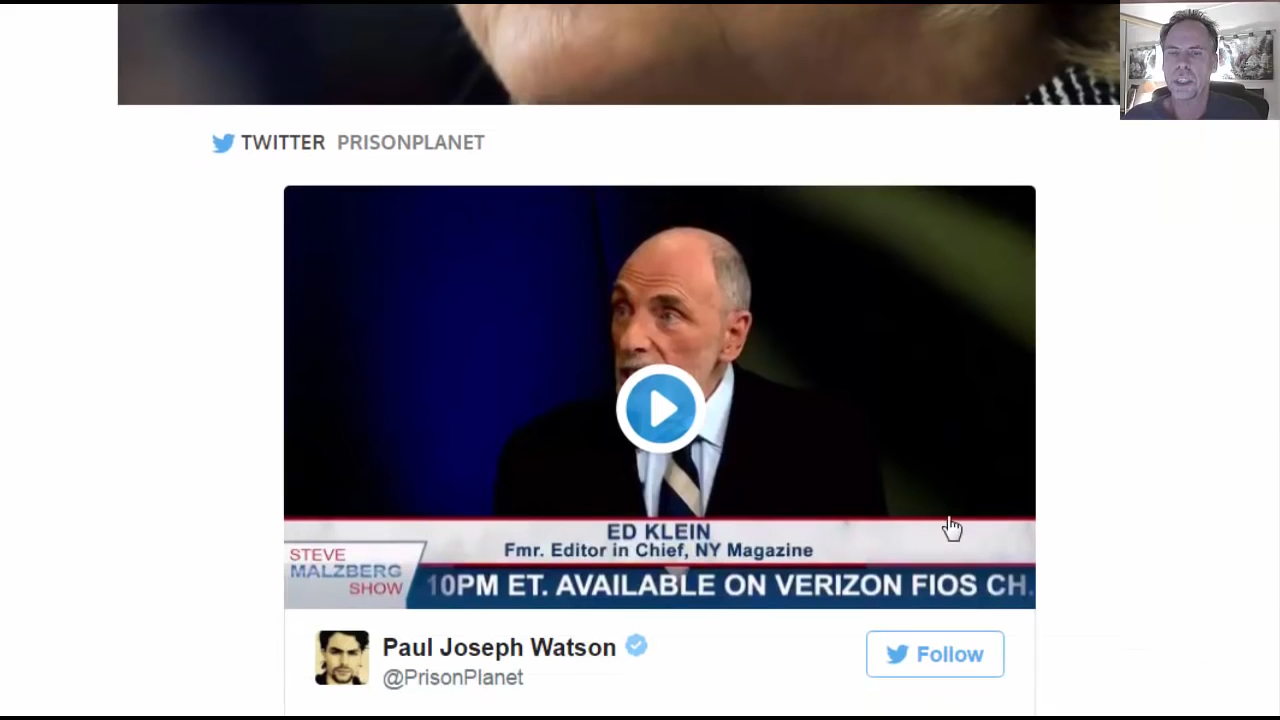 TWITTER PRISONPLANET
ED KLEIN
Fmr. Editor in Chief, NY Magazine
STEVE
MALZBERG
SHOW
10PM ET. AVAILABLE ON VERIZON FIOS CH.
Paul Joseph Watson
@PrisonPlanet
Follow